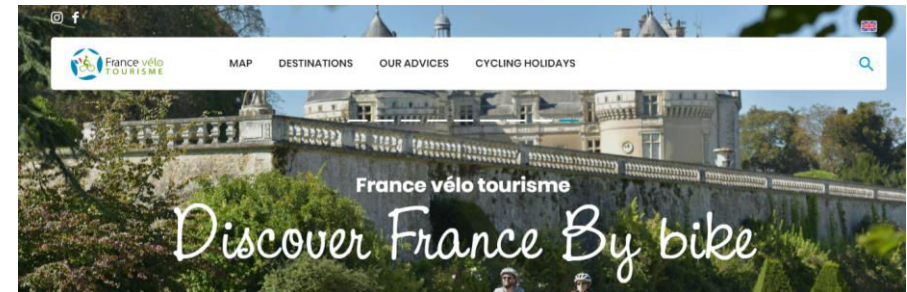 France vélo
TOURISME
MAP DESTINATIONS OUR ADVICES CYCLING HOLIDAYS
France vélo tourisme
Discover France By bike